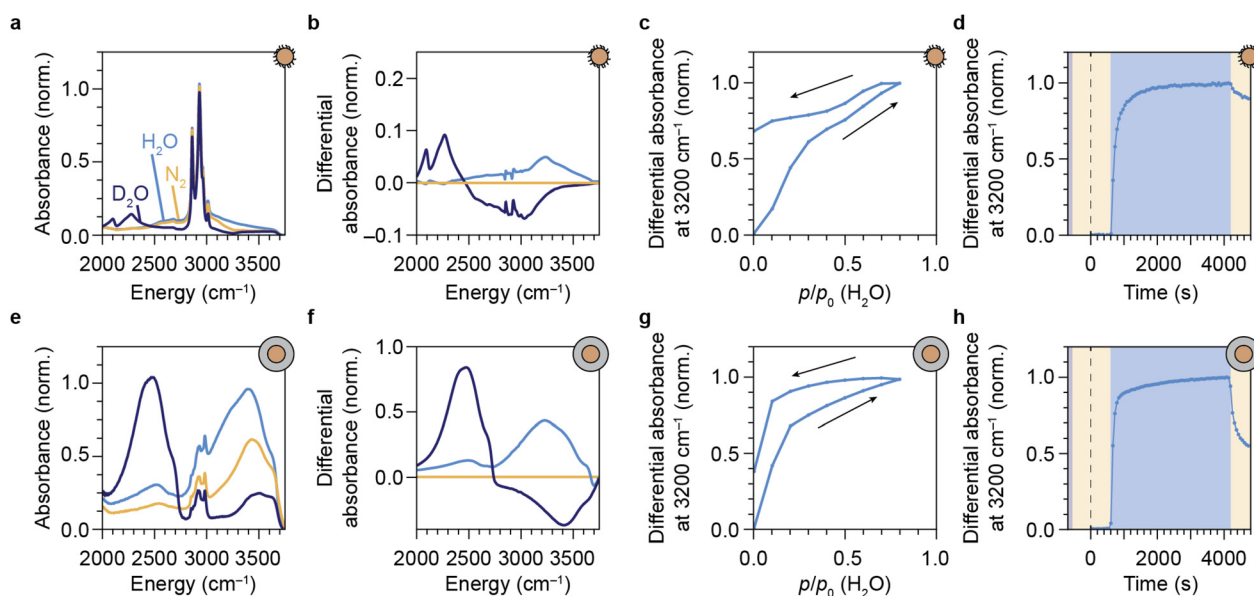 a
Absorbance (norm.)
1.0
0.5
0.0
H₂O
N₂
D₂O
2000 2500 3000 3500
Energy (cm⁻¹)
b
Differential
absorbance (norm.)
0.2
0.1
0.0
–0.1
2000 2500 3000 3500
Energy (cm⁻¹)
c
Differential absorbance
at 3200 cm⁻¹ (norm.)
1.0
0.5
0.0
0.0 0.5 1.0
p/p₀ (H₂O)
d
Differential absorbance
at 3200 cm⁻¹ (norm.)
1.0
0.5
0.0
0 2000 4000
Time (s)
e
Absorbance (norm.)
1.0
0.5
0.0
2000 2500 3000 3500
Energy (cm⁻¹)
f
Differential
absorbance (norm.)
1.0
0.0
2000 2500 3000 3500
Energy (cm⁻¹)
g
Differential absorbance
at 3200 cm⁻¹ (norm.)
1.0
0.5
0.0
0.0 0.5 1.0
p/p₀ (H₂O)
h
Differential absorbance
at 3200 cm⁻¹ (norm.)
1.0
0.5
0.0
0 2000 4000
Time (s)